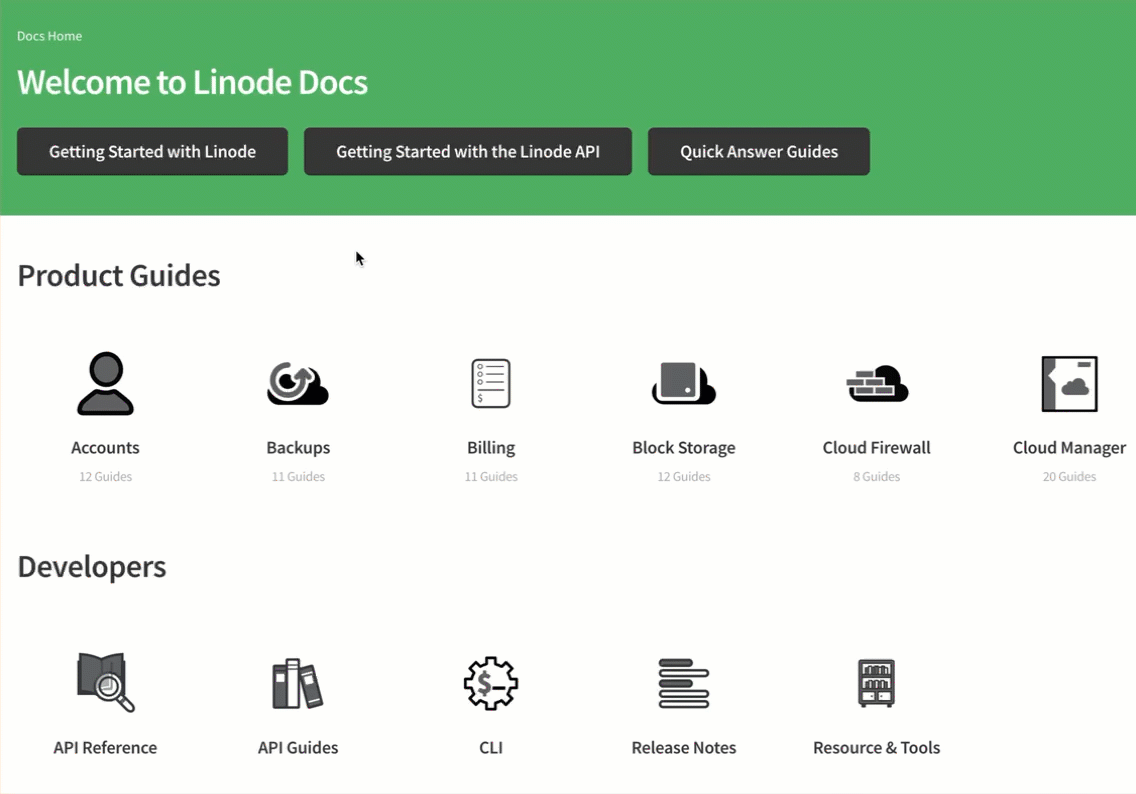 Docs Home
Welcome to Linode Docs
Getting Started with Linode
Getting Started with the Linode API
Quick Answer Guides
Product Guides
$
Accounts
Backups
Billing
Block Storage
Cloud Firewall
Cloud Manager
12 Guides
11 Guides
11 Guides
12 Guides
8 Guides
20 Guides
Developers
$_
API Reference
API Guides
CLI
Release Notes
Resource & Tools